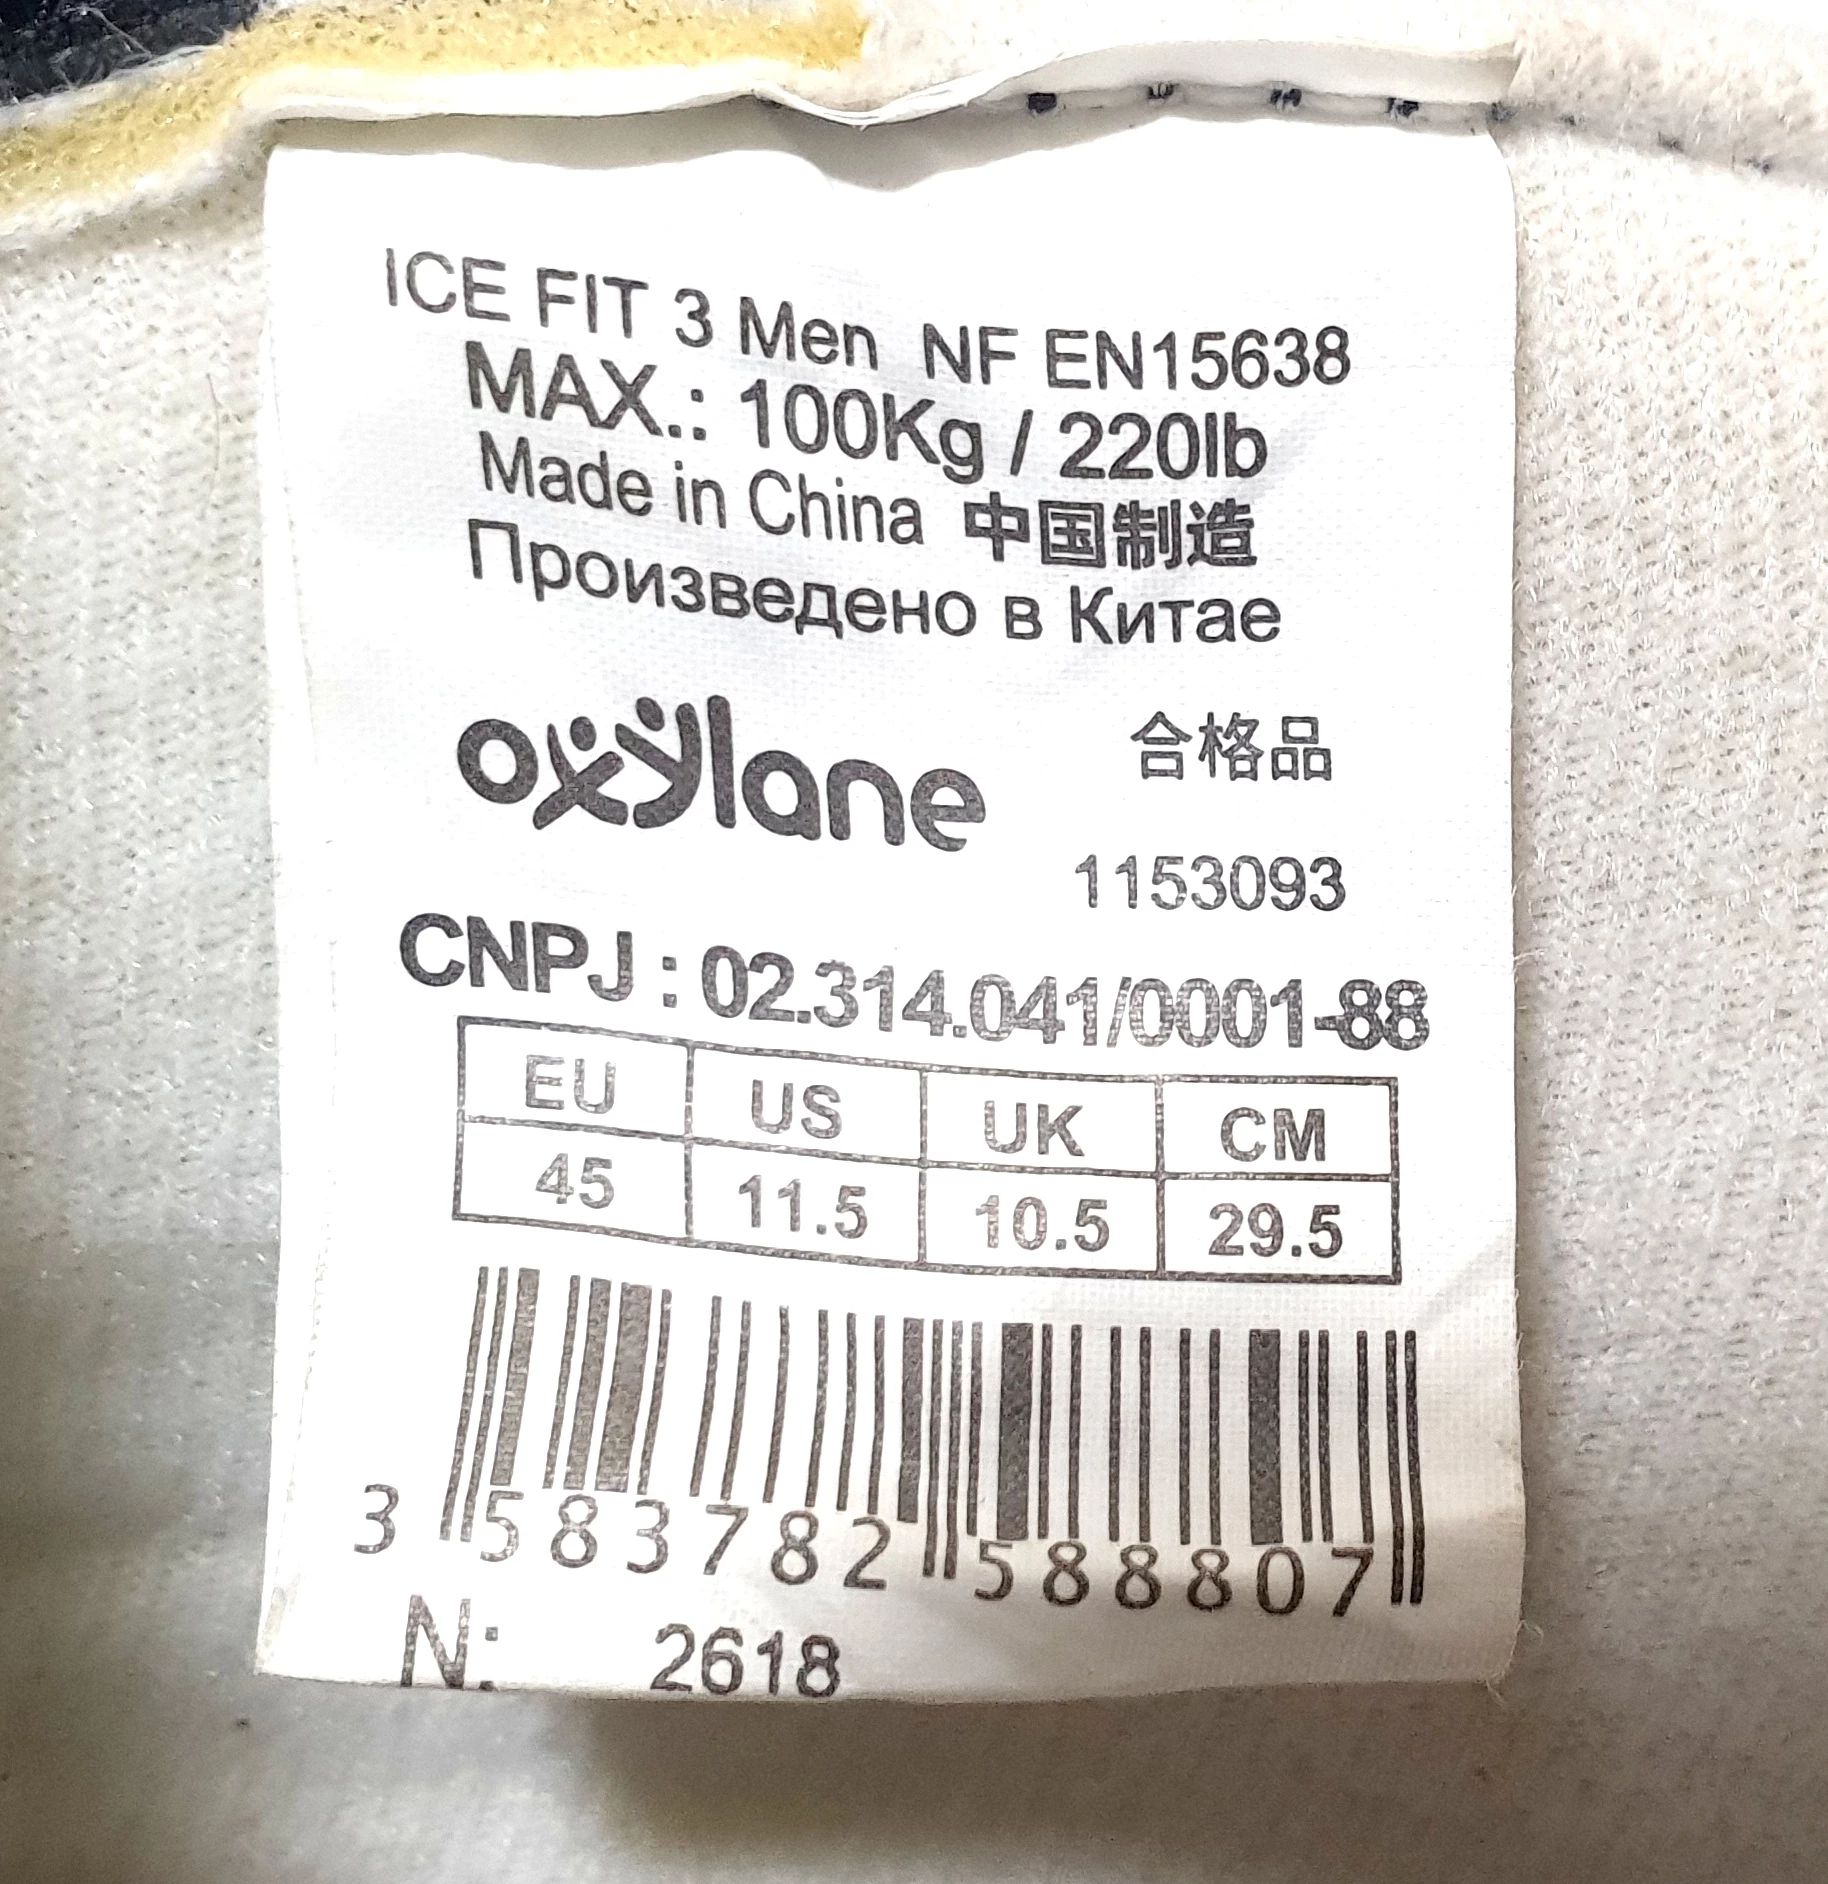 ICE FIT 3 Men NF EN15638
MAX.: 100Kg / 220lb
Made in China 中国制造
Произведено в Китае
oxylane 合格品
1153093
CNPJ : 02.314.041/0001-88
EU US UK CM
45 11.5 10.5 29.5
3 583782 588807
N: 2618